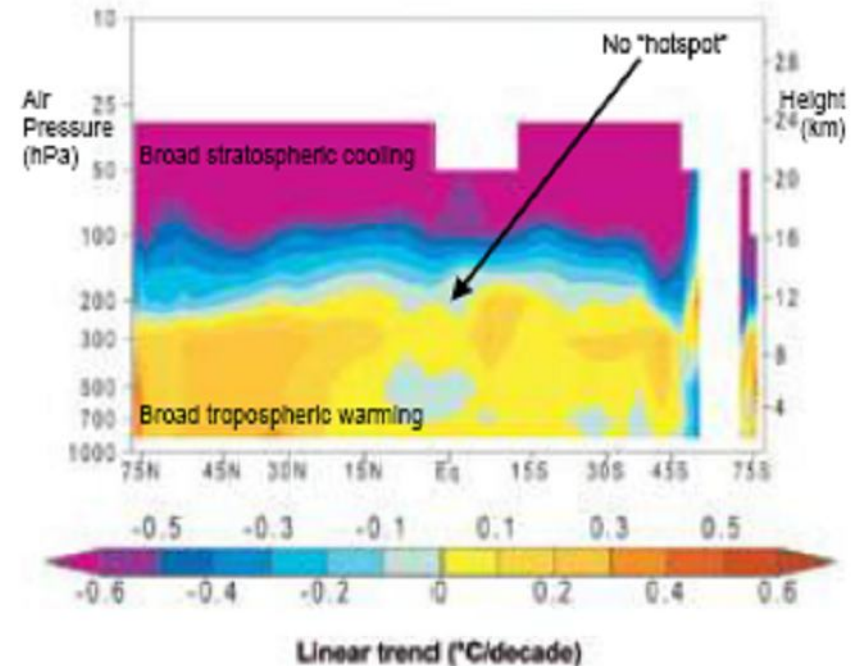 10
No "hotspot"
28
Air
Pressure
(hPa)
25
Height
(km)
24
Broad stratospheric cooling
50
20
100
16
200
12
300
8
500
700
4
Broad tropospheric warming
1000
75N 45N 30N 15N Eq 15S 30S 45S 75S
-0.5 -0.3 -0.1 0.1 0.3 0.5
-0.6 -0.4 -0.2 0 0.2 0.4 0.6
Linear trend (°C/decade)